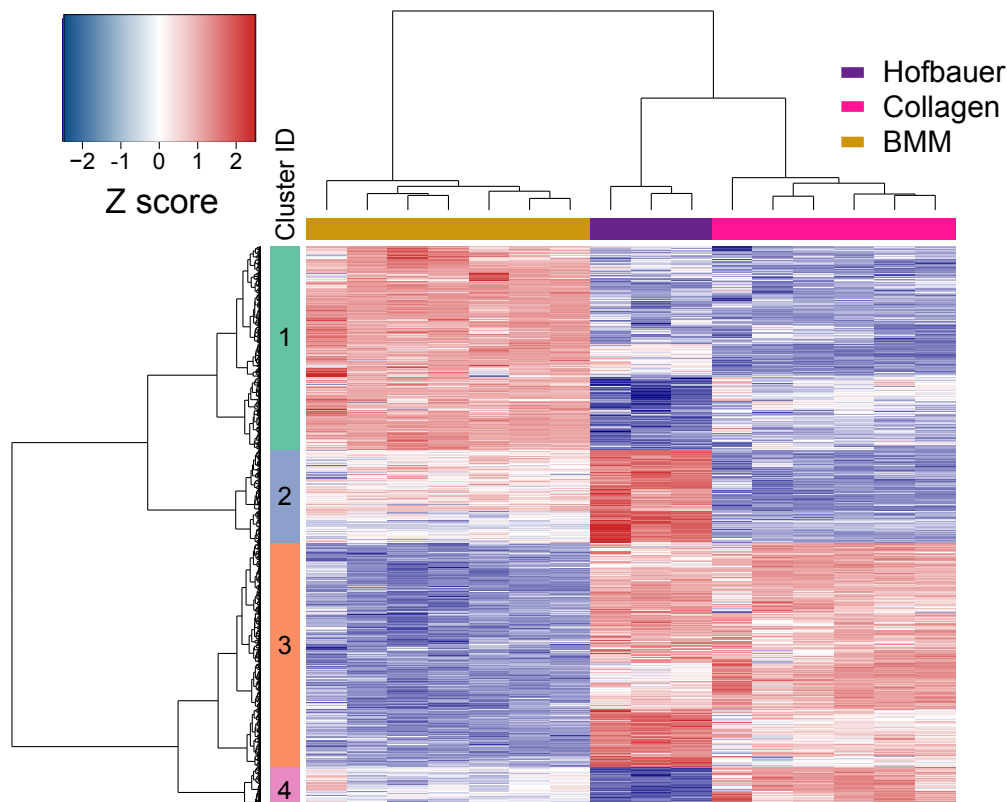 −2 -1 0 1 2
Z score
Cluster ID
Hofbauer
Collagen
BMM
1
2
3
4